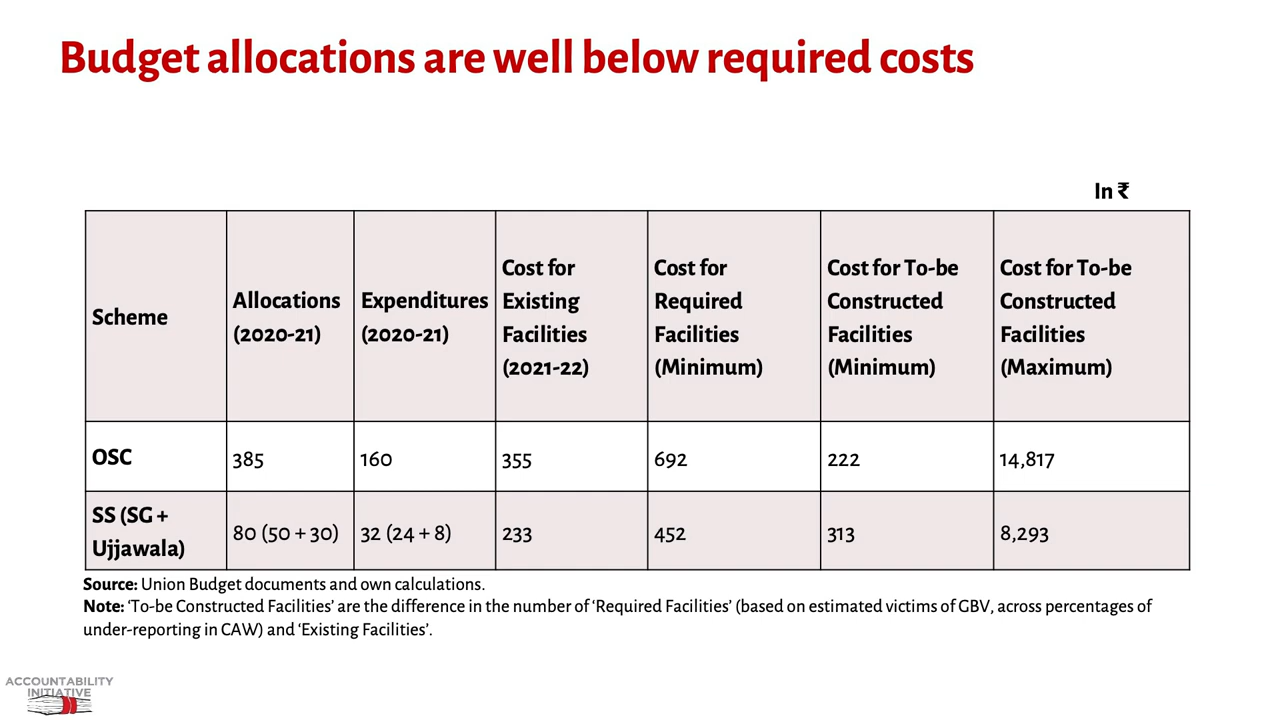 Budget allocations are well below required costs
In ₹
Scheme
Allocations
(2020-21)
Expenditures
(2020-21)
Cost for
Existing
Facilities
(2021-22)
Cost for
Required
Facilities
(Minimum)
Cost for To-be
Constructed
Facilities
(Minimum)
Cost for To-be
Constructed
Facilities
(Maximum)
OSC
385
160
355
692
222
14,817
SS (SG +
Ujjawala)
80 (50 + 30)
32 (24 + 8)
233
452
313
8,293
Source: Union Budget documents and own calculations.
Note: ‘To-be Constructed Facilities’ are the difference in the number of ‘Required Facilities’ (based on estimated victims of GBV, across percentages of
under-reporting in CAW) and ‘Existing Facilities’.
ACCOUNTABILITY
INITIATIVE